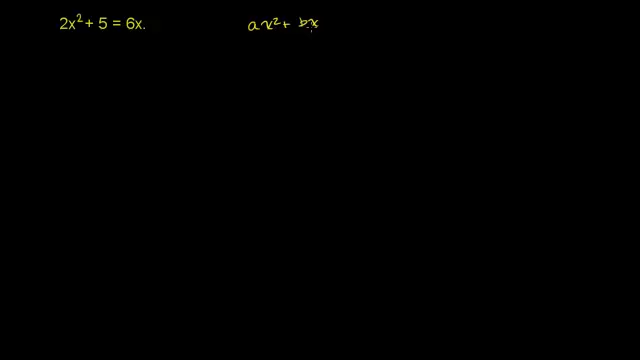 2x² + 5 = 6x. ax² + bx